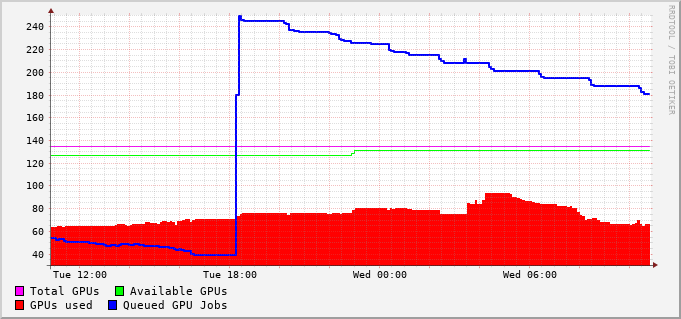 RRDTOOL / TOBI OETIKER
240
220
200
180
160
140
120
100
80
60
40
Tue 12:00 Tue 18:00 Wed 00:00 Wed 06:00
Total GPUs Available GPUs
GPUs used Queued GPU Jobs